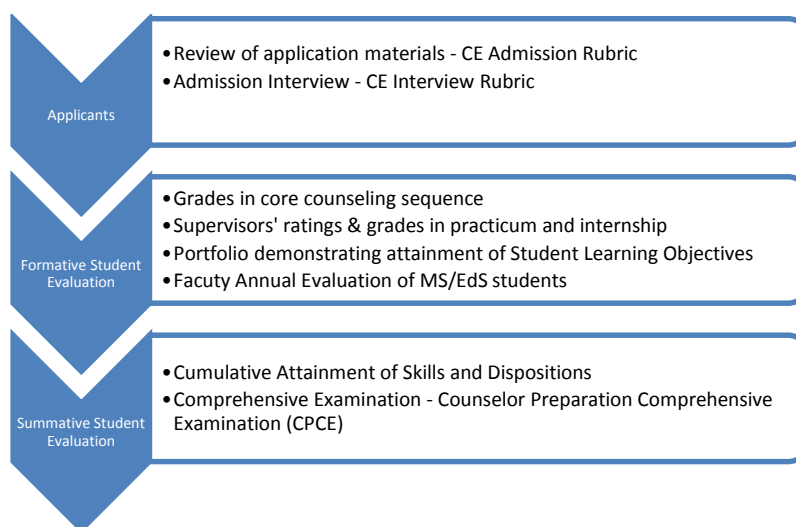 Applicants
•Review of application materials - CE Admission Rubric
•Admission Interview - CE Interview Rubric
Formative Student
Evaluation
•Grades in core counseling sequence
•Supervisors' ratings & grades in practicum and internship
•Portfolio demonstrating attainment of Student Learning Objectives
•Facuty Annual Evaluation of MS/EdS students
Summative Student
Evaluation
•Cumulative Attainment of Skills and Dispositions
•Comprehensive Examination - Counselor Preparation Comprehensive
Examination (CPCE)